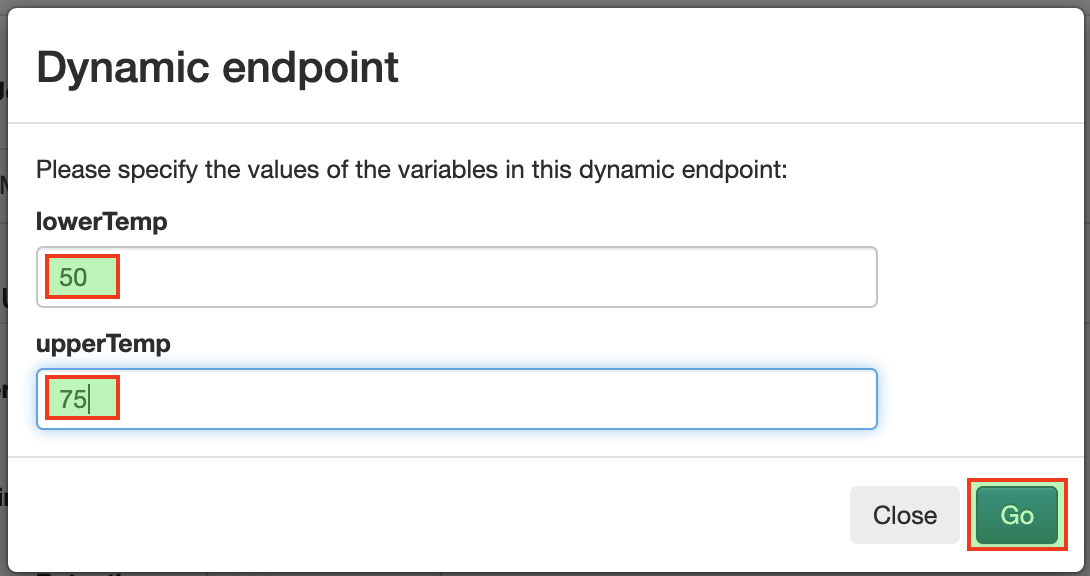 Dynamic endpoint
Please specify the values of the variables in this dynamic endpoint:
lowerTemp
50
upperTemp
75
Close
Go